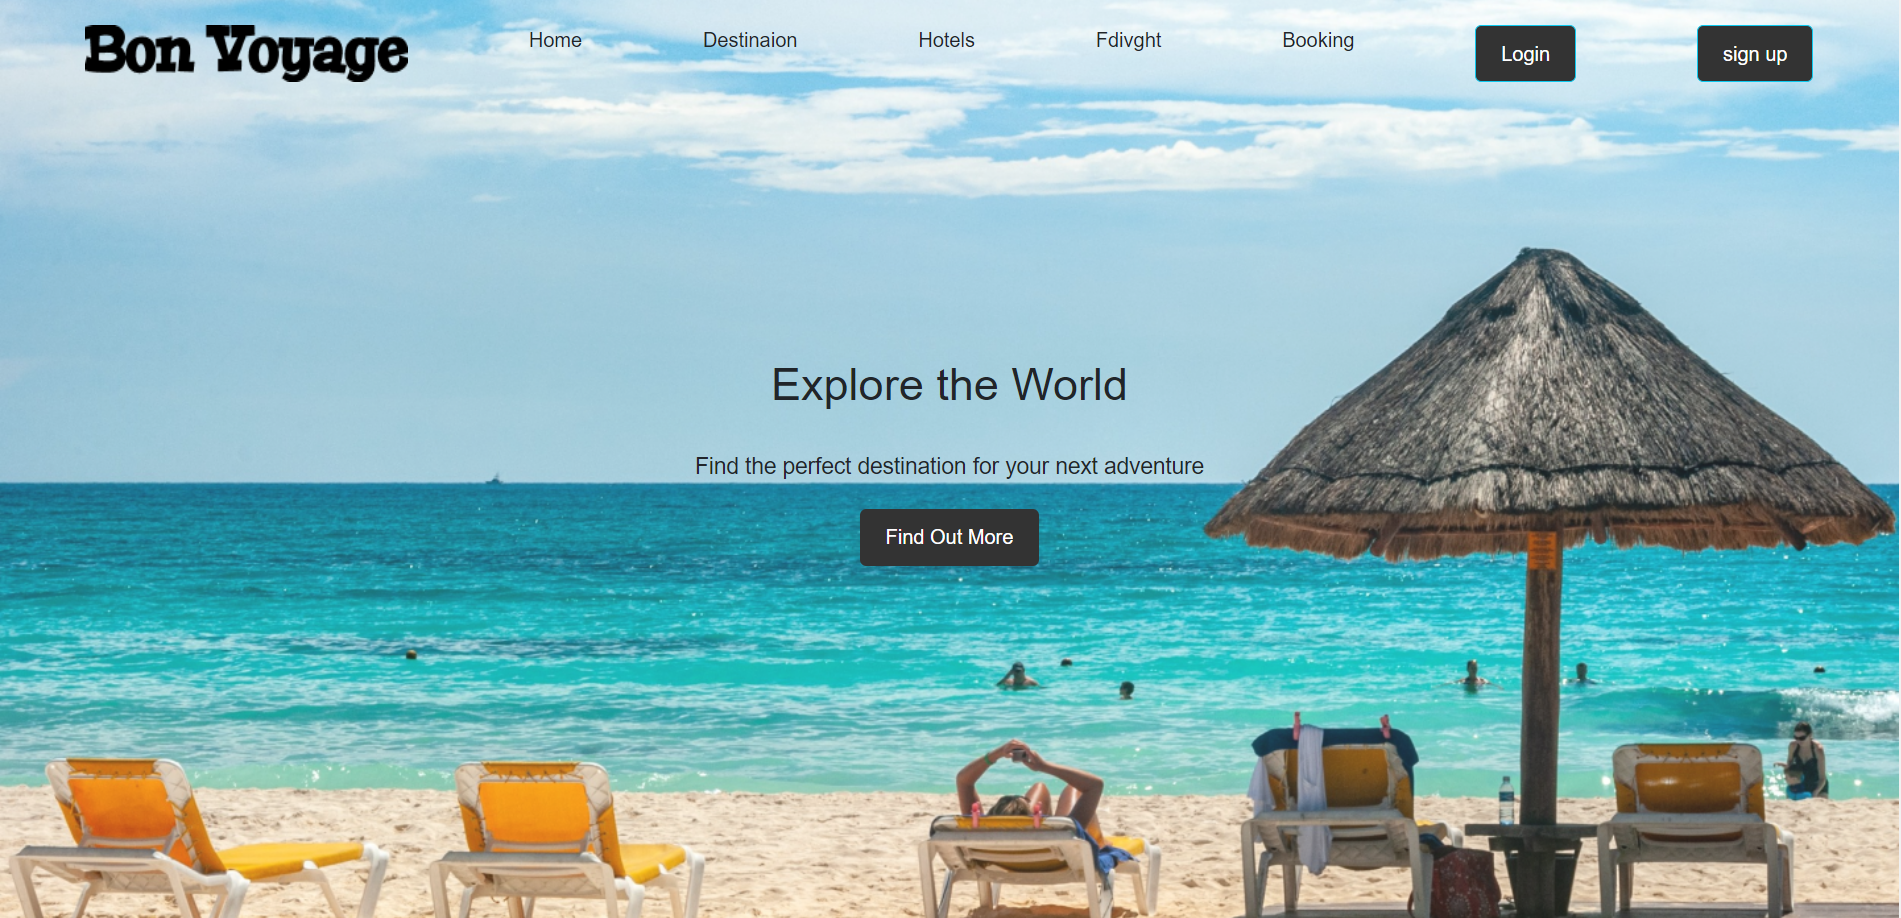 Bon Voyage
Home
Destinaion
Hotels
Fdivght
Booking
Login
sign up
Explore the World
Find the perfect destination for your next adventure
Find Out More